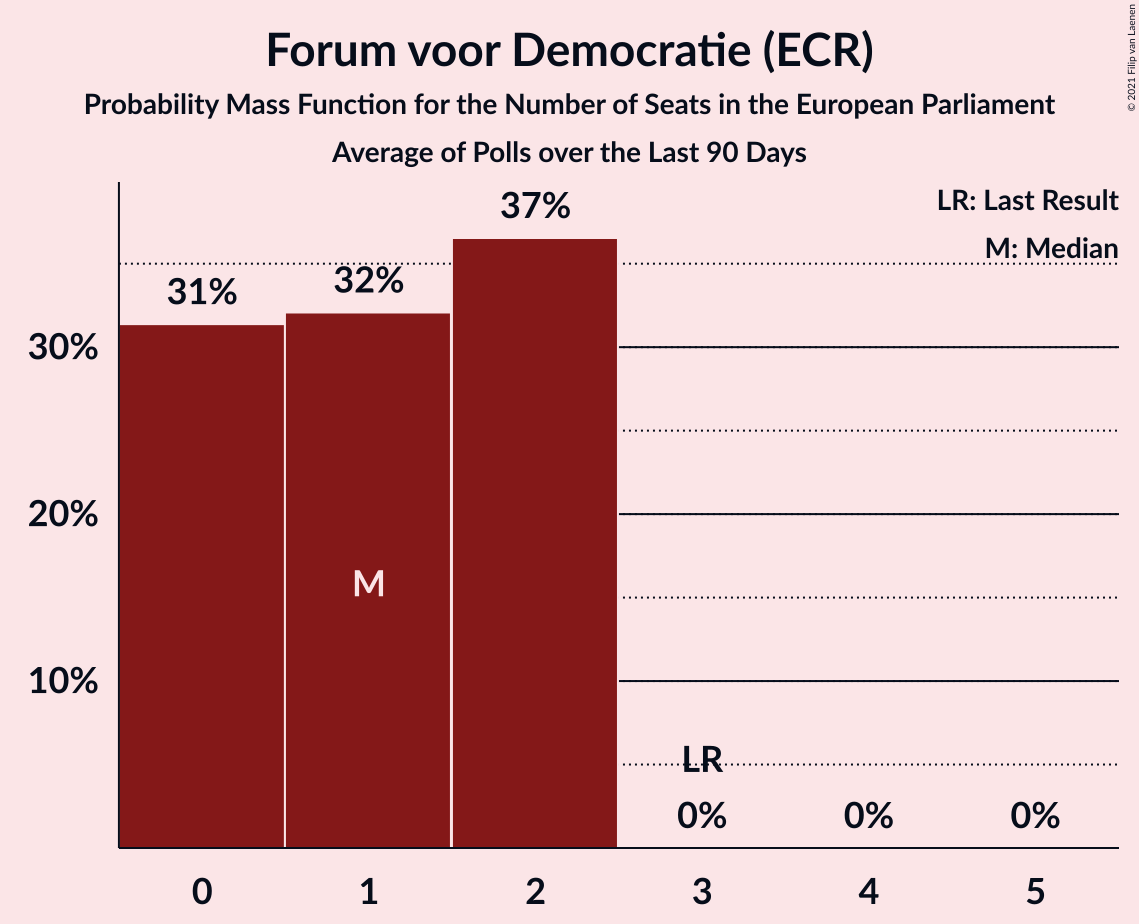 Forum voor Democratie (ECR)
Probability Mass Function for the Number of Seats in the European Parliament
Average of Polls over the Last 90 Days
© 2021 Filip van Laenen
LR: Last Result
M: Median
37%
32%
31%
30%
20%
M
10%
LR
0%
0%
0%
0
1
2
3
4
5